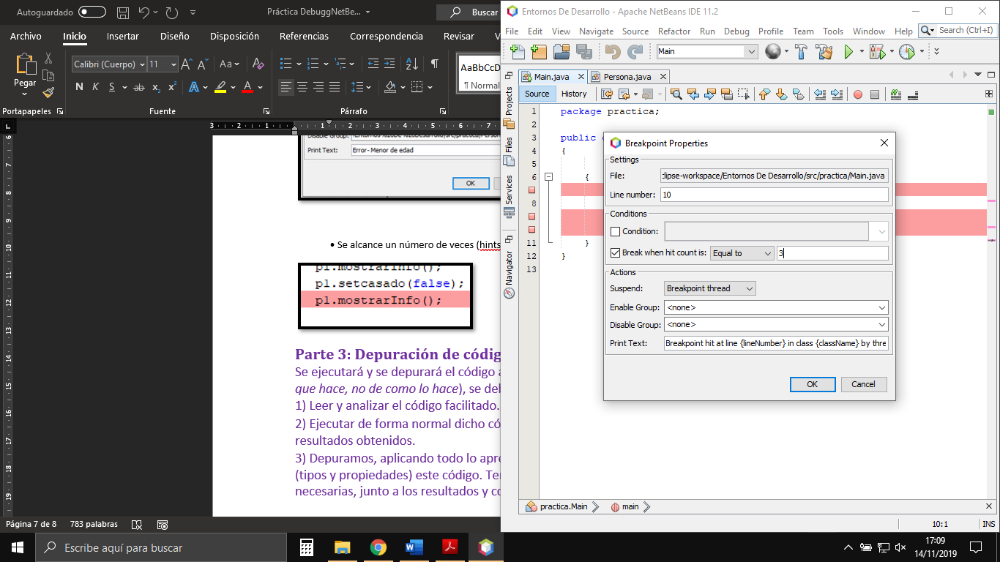 Autoguardado
Práctica DebuggNetBe...
Buscar
Archivo Inicio Insertar Diseño Disposición Referencias Correspondencia Revisar V
Pegar
Calibri (Cuerpo) 11
Aa
N K S ab x2 x2 A A
AaBbCcD
¶ Normal
Portapapeles Fuente Párrafo
3 2 1 1 2 3 4 5 6 7
Print Text: Error- Menor de edad
OK
• Se alcance un número de veces (hints
p1.mostrarInfo();
p1.setcasado(false);
p1.mostrarInfo();
Parte 3: Depuración de códig
Se ejecutará y se depurará el código a
que hace, no de como lo hace), se del
1) Leer y analizar el código facilitado.
2) Ejecutar de forma normal dicho có
resultados obtenidos.
3) Depuramos, aplicando todo lo apre
(tipos y propiedades) este código. Ter
necesarias, junto a los resultados y co
Página 7 de 8 783 palabras
Entornos De Desarrollo - Apache NetBeans IDE 11.2
File Edit View Navigate Source Refactor Run Debug Profile Team Tools Window Help Search (Ctrl+I)
Main
Main.java Persona.java
Source History
Projects
Files
Services
Navigator
1 package practica;
2
3 public
4 {
5
6 {
8
11 }
12 }
13
Breakpoint Properties
Settings
File: :lipse-workspace/Entornos De Desarrollo/src/practica/Main.java
Line number: 10
Conditions
Condition:
Break when hit count is: Equal to 3
Actions
Suspend: Breakpoint thread
Enable Group: <none>
Disable Group: <none>
Print Text: Breakpoint hit at line {lineNumber} in class {className} by thre
OK Cancel
practica.Main main
10:1 INS
Escribe aquí para buscar
17:09
14/11/2019